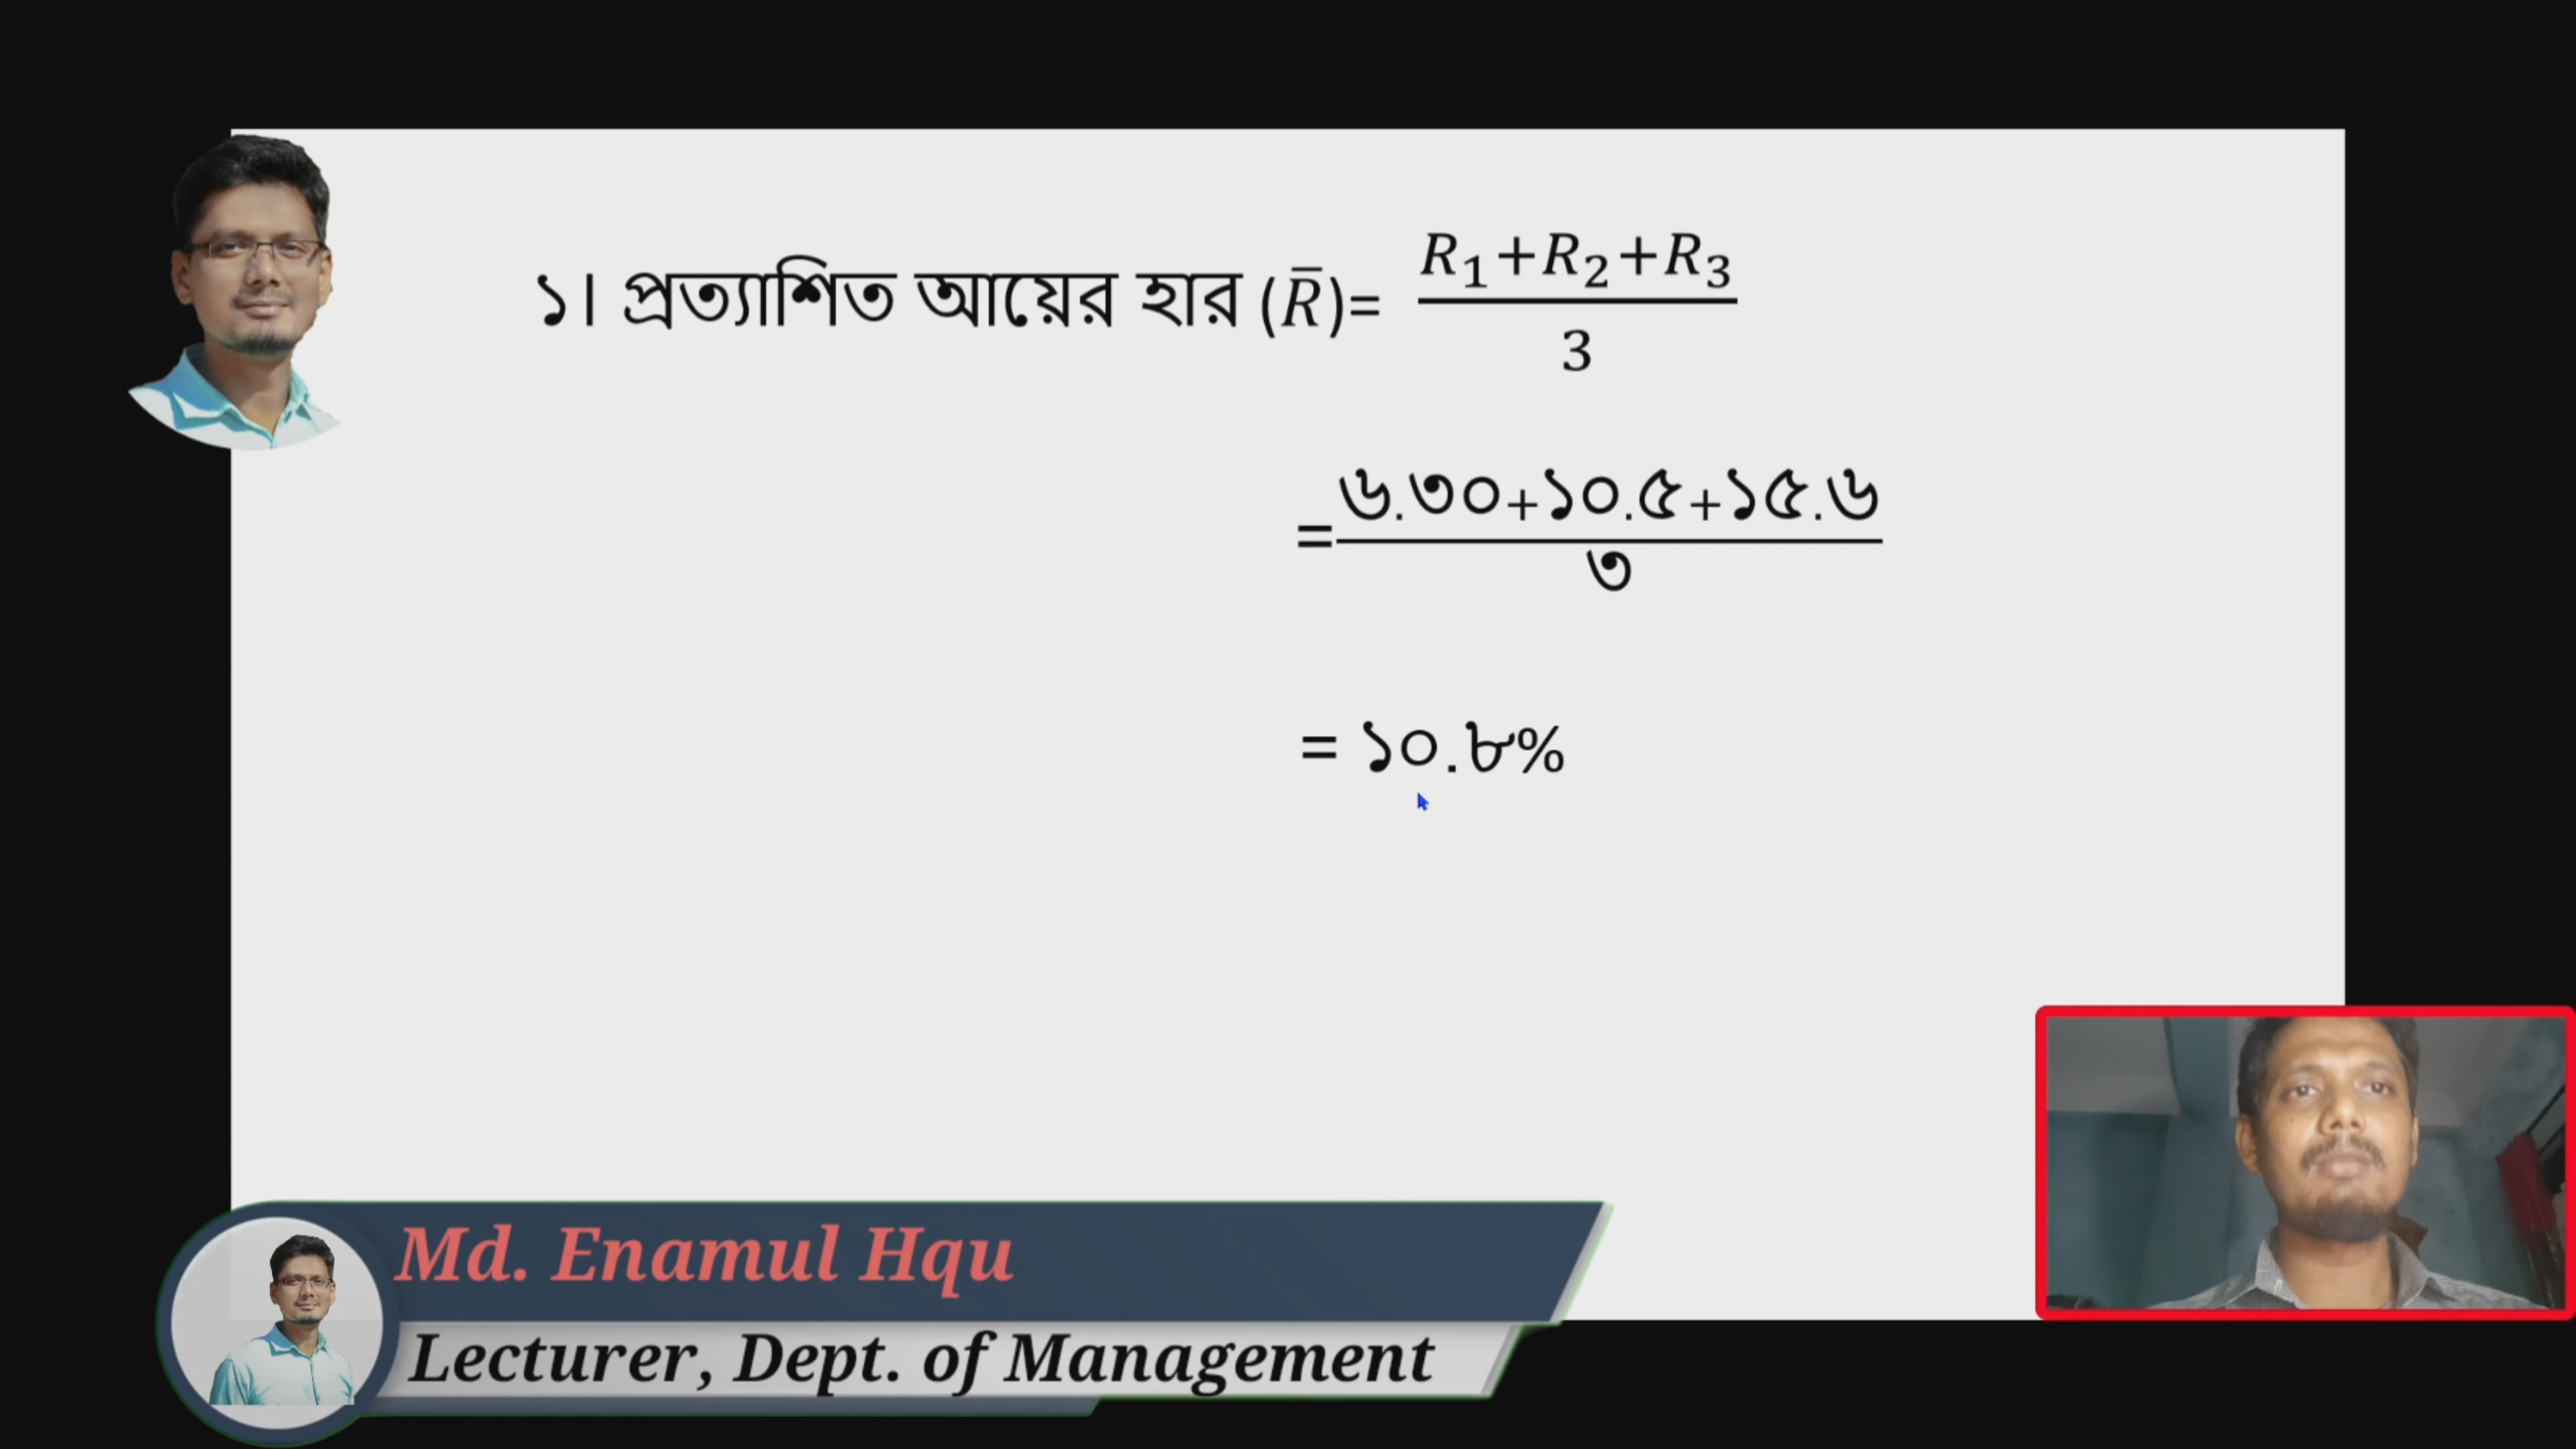 ১। প্রত্যাশিত আয়ের হার (R̄)= (R₁+R₂+R₃)/3
=(৬.৩০+১০.৫+১৫.৬)/৩
= ১০.৮%
Md. Enamul Hqu
Lecturer, Dept. of Management